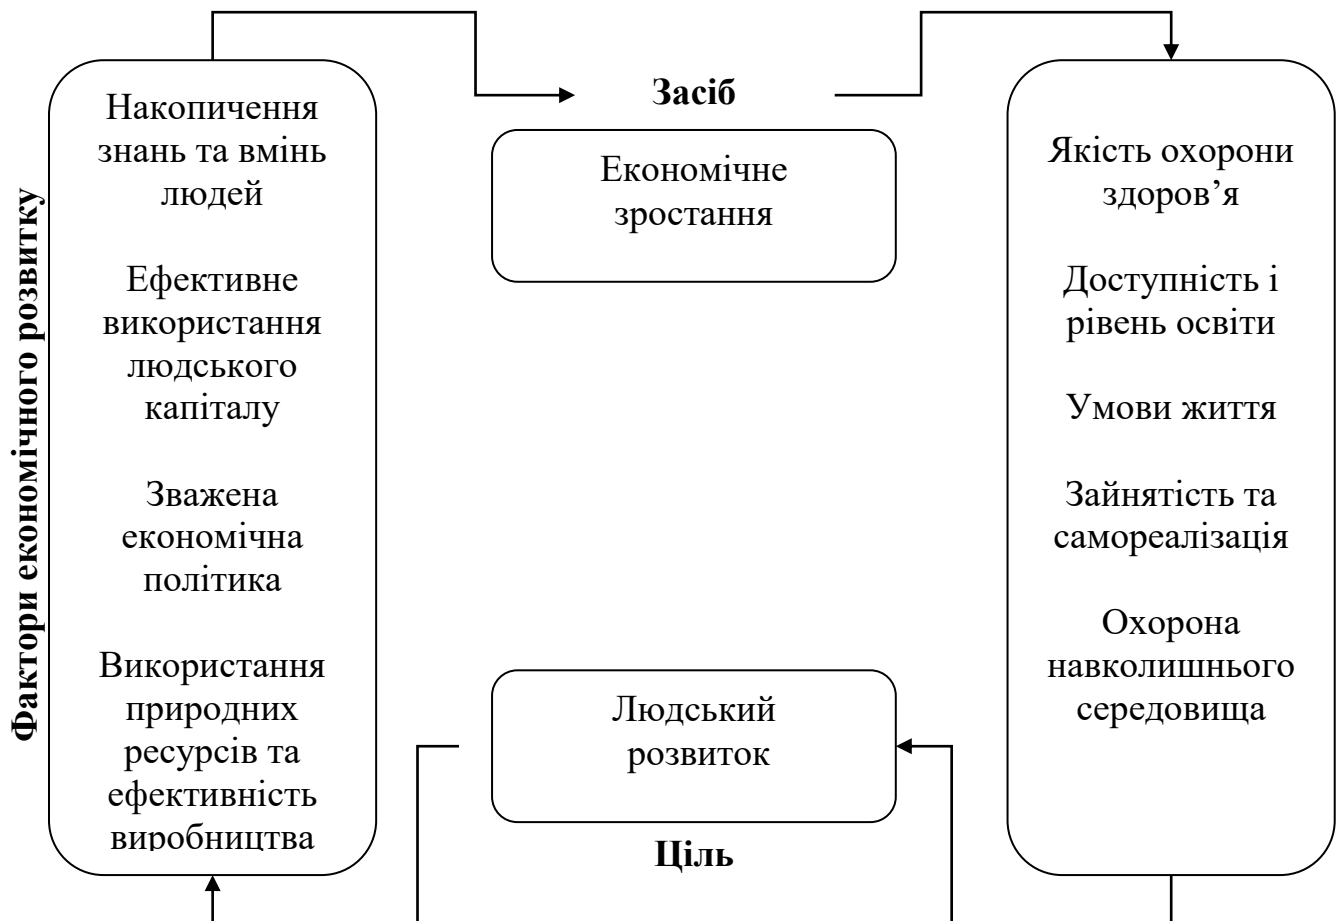 Фактори економічного розвитку
Накопичення
знань та вмінь
людей
Ефективне
використання
людського
капіталу
Зважена
економічна
політика
Використання
природних
ресурсів та
ефективність
виробництва
Засіб
Економічне
зростання
Людський
розвиток
Ціль
Якість охорони
здоров’я
Доступність і
рівень освіти
Умови життя
Зайнятість та
самореалізація
Охорона
навколишнього
середовища